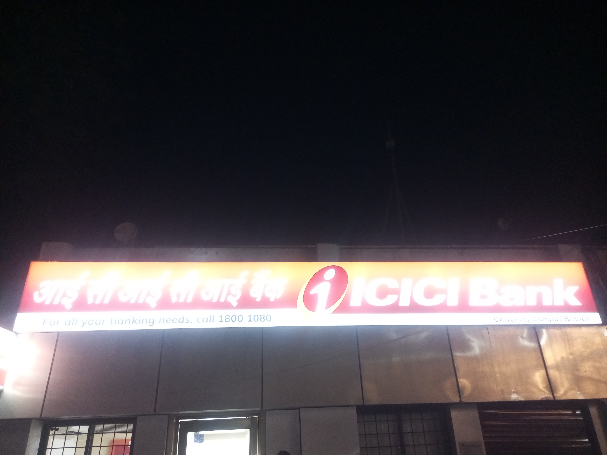 आई सी आई सी आई बैंक ICICI Bank
For all your banking needs, call 1800 1080